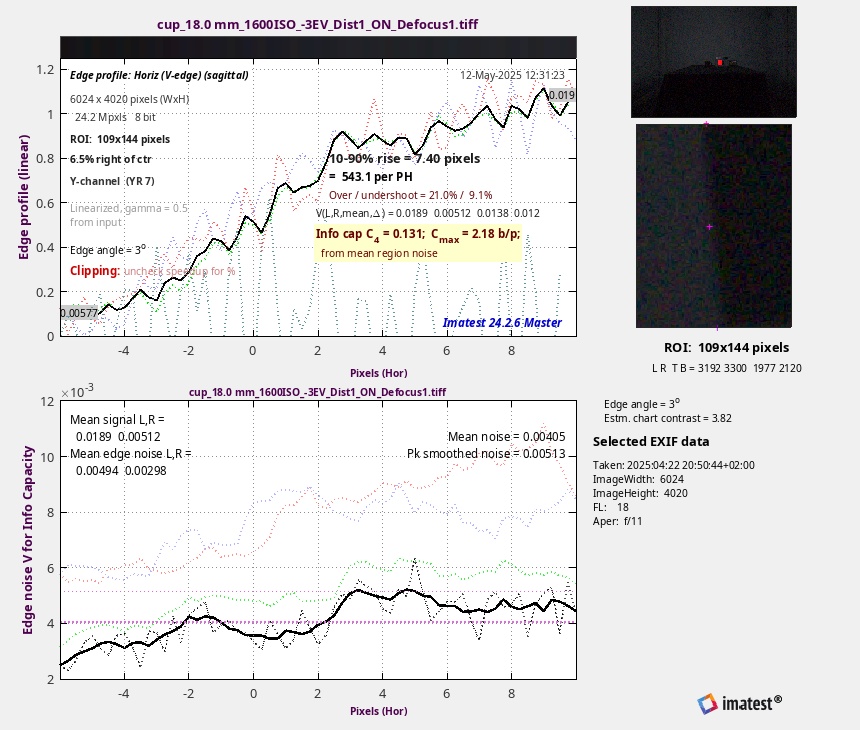 cup_18.0 mm_1600ISO_-3EV_Dist1_ON_Defocus1.tiff
Edge profile: Horiz (V-edge) (sagittal)
12-May-2025 12:31:23
6024 x 4020 pixels (WxH)
24.2 Mpxls 8 bit
ROI: 109x144 pixels
6.5% right of ctr
Y-channel (YR 7)
Linearized, gamma = 0.5
from input
Edge angle = 3º
Clipping: uncheck speedup for %
0.00577
0.019
10-90% rise = 7.40 pixels
= 543.1 per PH
Over / undershoot = 21.0% / 9.1%
V(L,R,mean,Δ) = 0.0189 0.00512 0.0138 0.012
Info cap C4 = 0.131; Cmax = 2.18 b/p;
from mean region noise
Imatest 24.2.6 Master
Edge profile (linear)
1.2
1
0.8
0.6
0.4
0.2
0
-4 -2 0 2 4 6 8
Pixels (Hor)
cup_18.0 mm_1600ISO_-3EV_Dist1_ON_Defocus1.tiff
×10-3
Mean signal L,R =
0.0189 0.00512
Mean edge noise L,R =
0.00494 0.00298
Mean noise = 0.00405
Pk smoothed noise = 0.00513
Edge noise V for Info Capacity
12
10
8
6
4
2
-4 -2 0 2 4 6 8
Pixels (Hor)
ROI: 109x144 pixels
L R T B = 3192 3300 1977 2120
Edge angle = 3º
Estm. chart contrast = 3.82
Selected EXIF data
Taken: 2025:04:22 20:50:44+02:00
ImageWidth: 6024
ImageHeight: 4020
FL: 18
Aper: f/11
imatest®